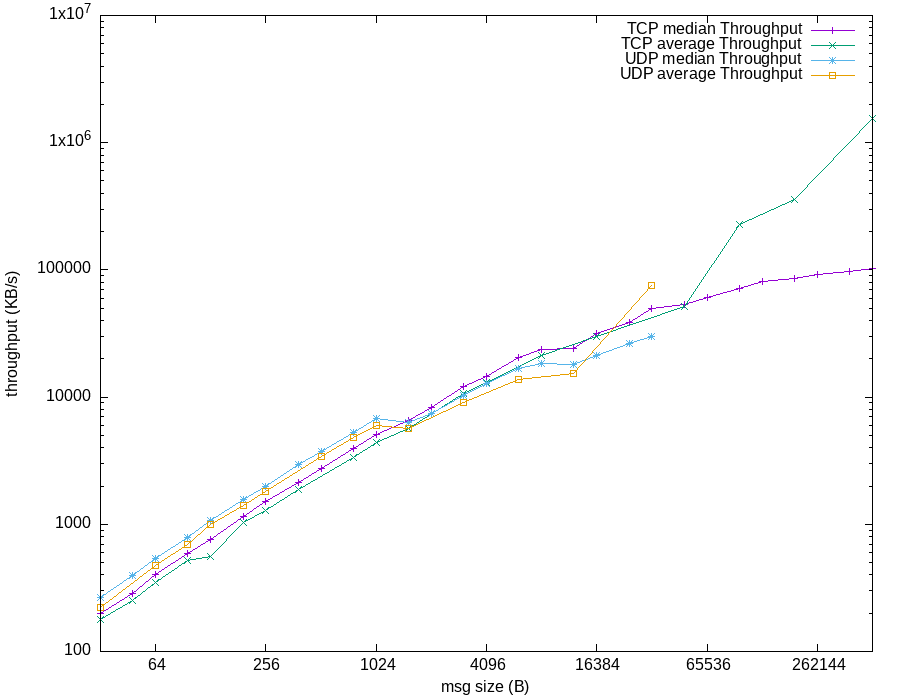 1x10^7
1x10^6
100000
10000
1000
100
throughput (KB/s)
TCP median Throughput
TCP average Throughput
UDP median Throughput
UDP average Throughput
64 256 1024 4096 16384 65536 262144
msg size (B)